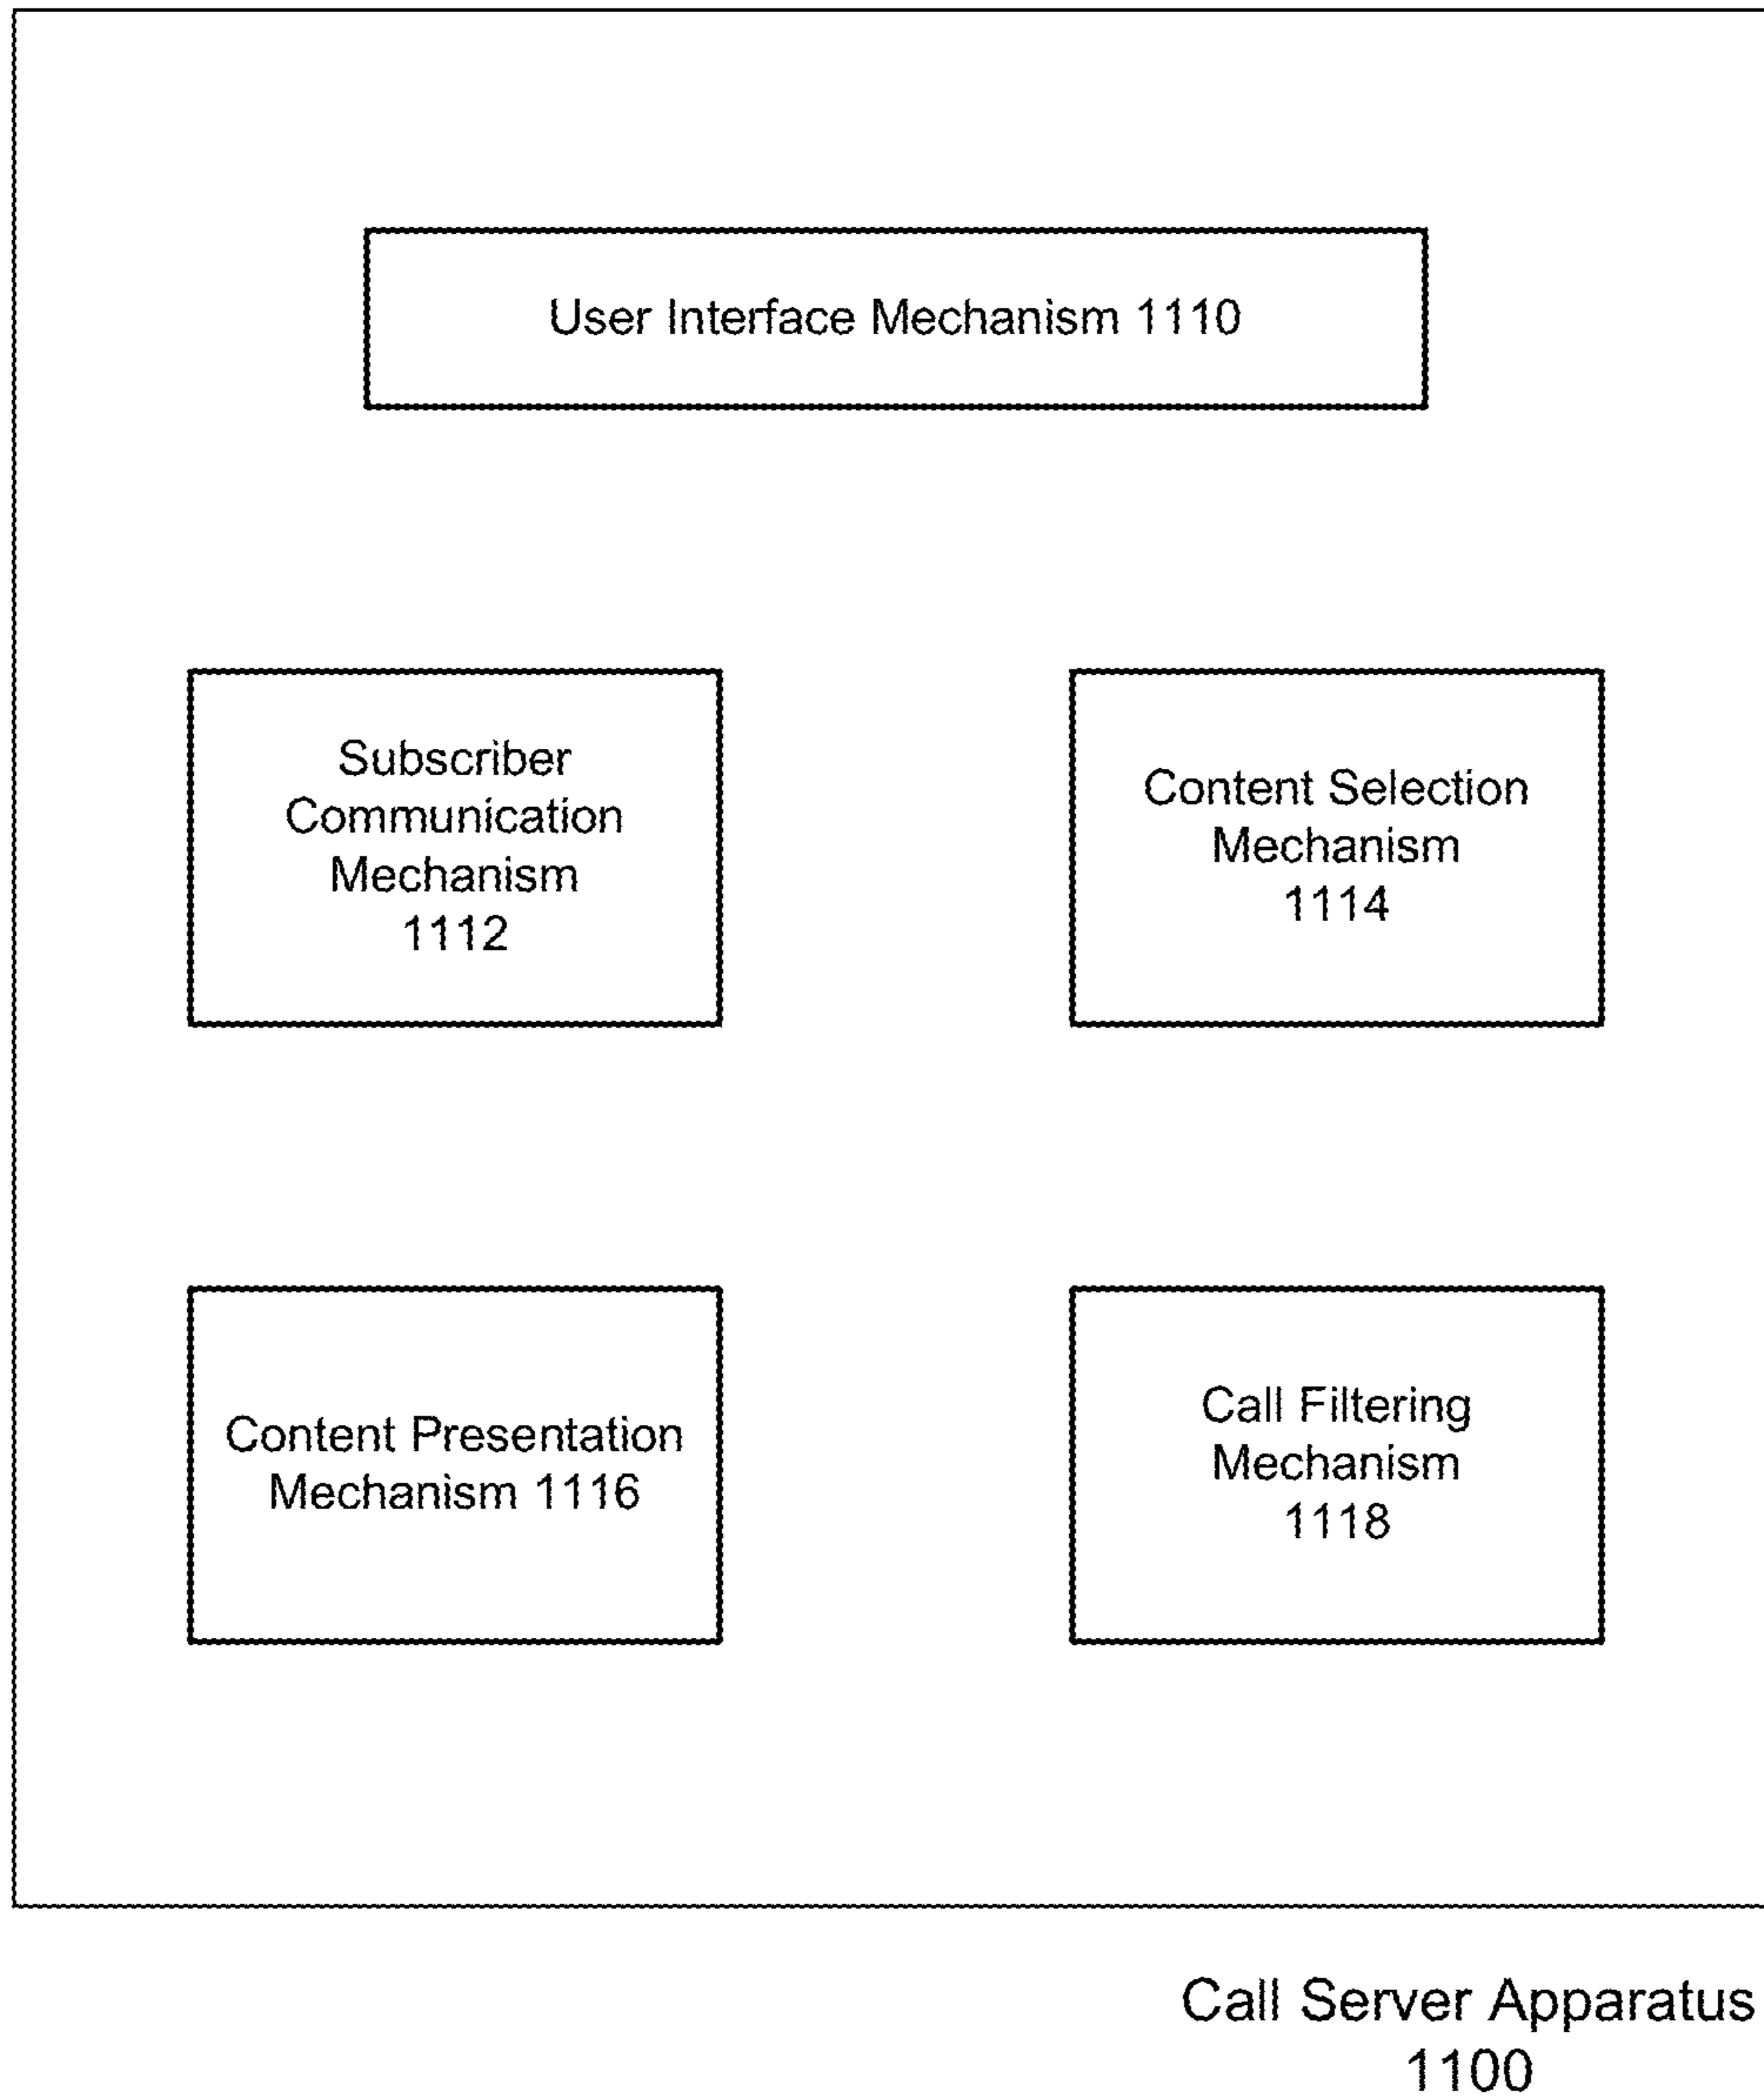 User Interface Mechanism 1110
Subscriber
Communication
Mechanism
1112
Content Selection
Mechanism
1114
Content Presentation
Mechanism 1116
Call Filtering
Mechanism
1118
Call Server Apparatus
1100